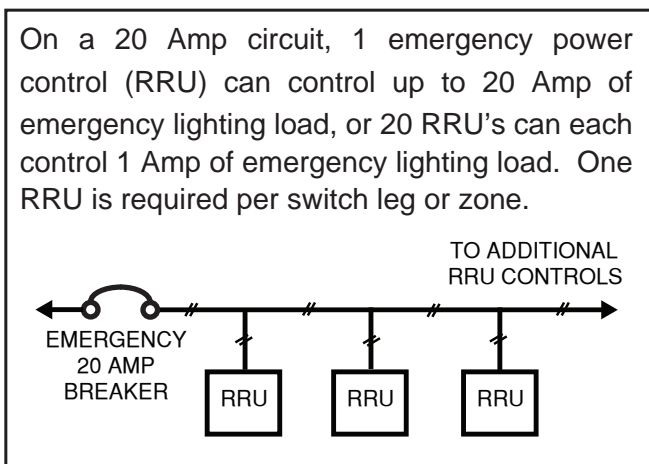 On a 20 Amp circuit, 1 emergency power
control (RRU) can control up to 20 Amp of
emergency lighting load, or 20 RRU's can each
control 1 Amp of emergency lighting load. One
RRU is required per switch leg or zone.
TO ADDITIONAL
RRU CONTROLS
EMERGENCY
20 AMP
BREAKER
RRU
RRU
RRU